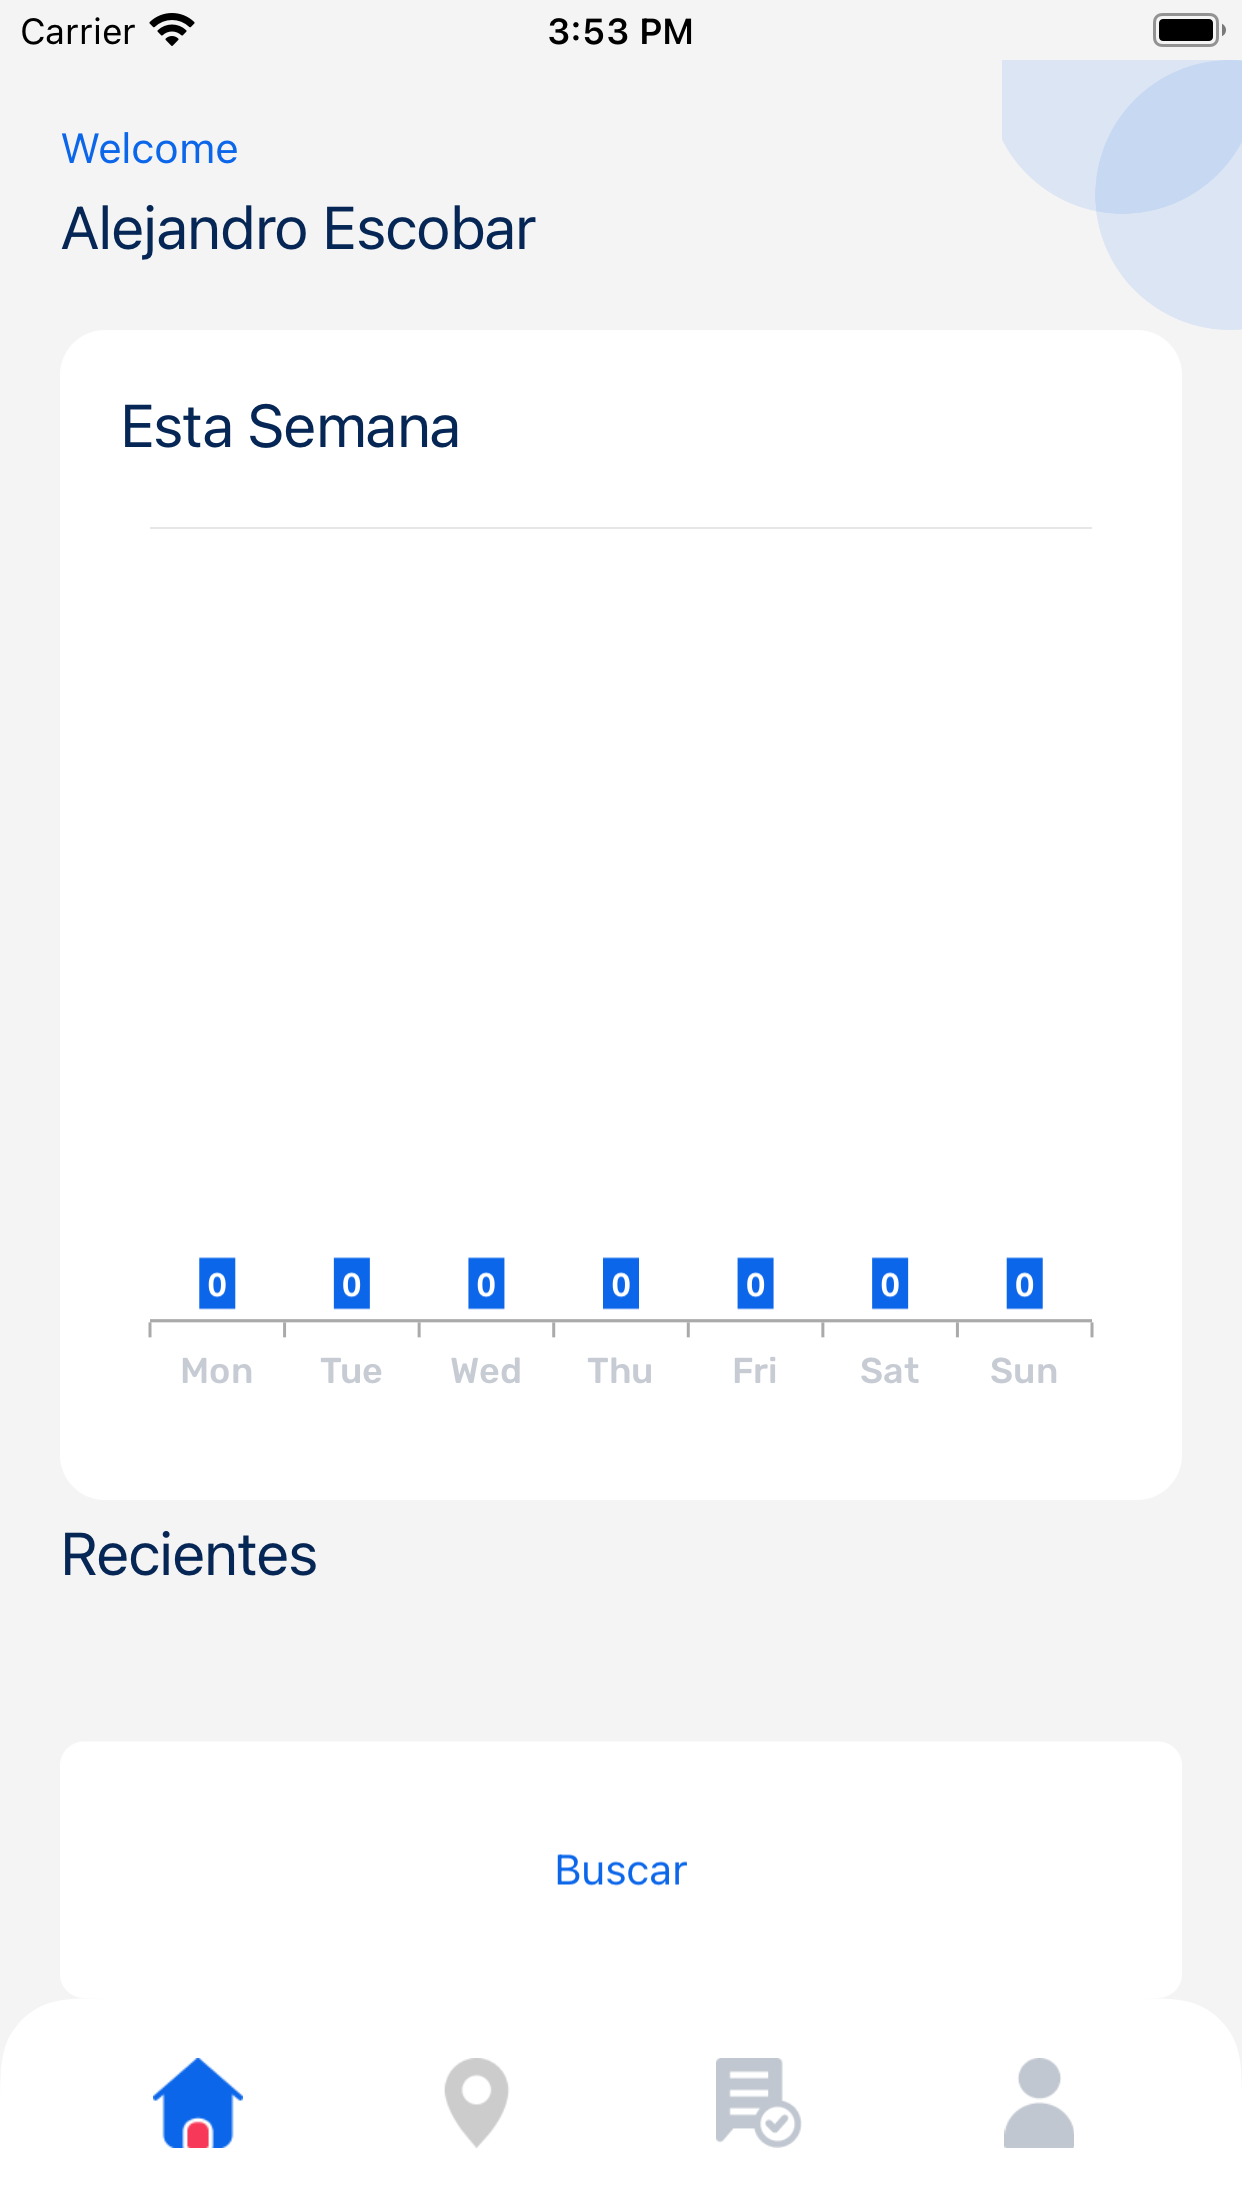 Carrier 3:53 PM
Welcome
Alejandro Escobar
Esta Semana
0 0 0 0 0 0 0
Mon Tue Wed Thu Fri Sat Sun
Recientes
Buscar